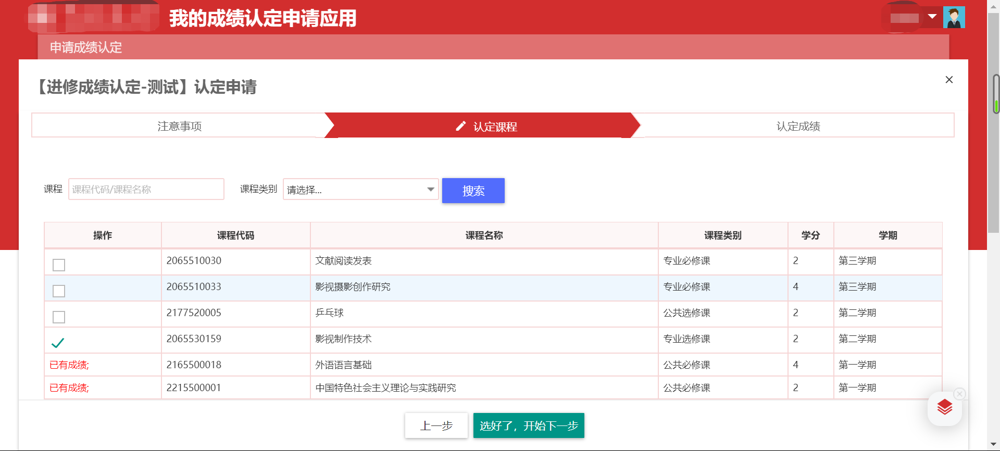 我的成绩认定申请应用
申请成绩认定
【进修成绩认定-测试】认定申请
注意事项 认定课程 认定成绩
课程 课程代码/课程名称 课程类别 请选择... 搜索
操作 课程代码 课程名称 课程类别 学分 学期
2065510030 文献阅读发表 专业必修课 2 第三学期
2065510033 影视摄影创作研究 专业必修课 4 第三学期
2177520005 乒乓球 公共选修课 2 第二学期
2065530159 影视制作技术 专业选修课 2 第二学期
已有成绩; 2165500018 外语语言基础 公共必修课 4 第一学期
已有成绩; 2215500001 中国特色社会主义理论与实践研究 公共必修课 2 第一学期
上一步 选好了，开始下一步